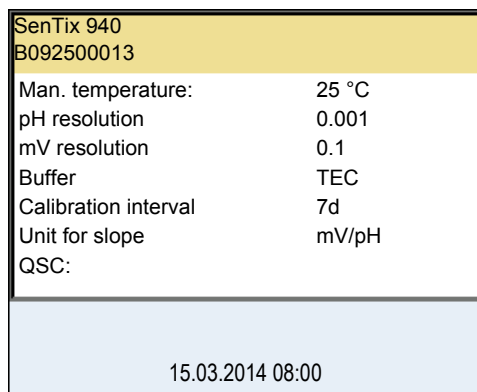 SenTix 940
B092500013
Man. temperature: 25 °C
pH resolution 0.001
mV resolution 0.1
Buffer TEC
Calibration interval 7d
Unit for slope mV/pH
QSC:
15.03.2014 08:00